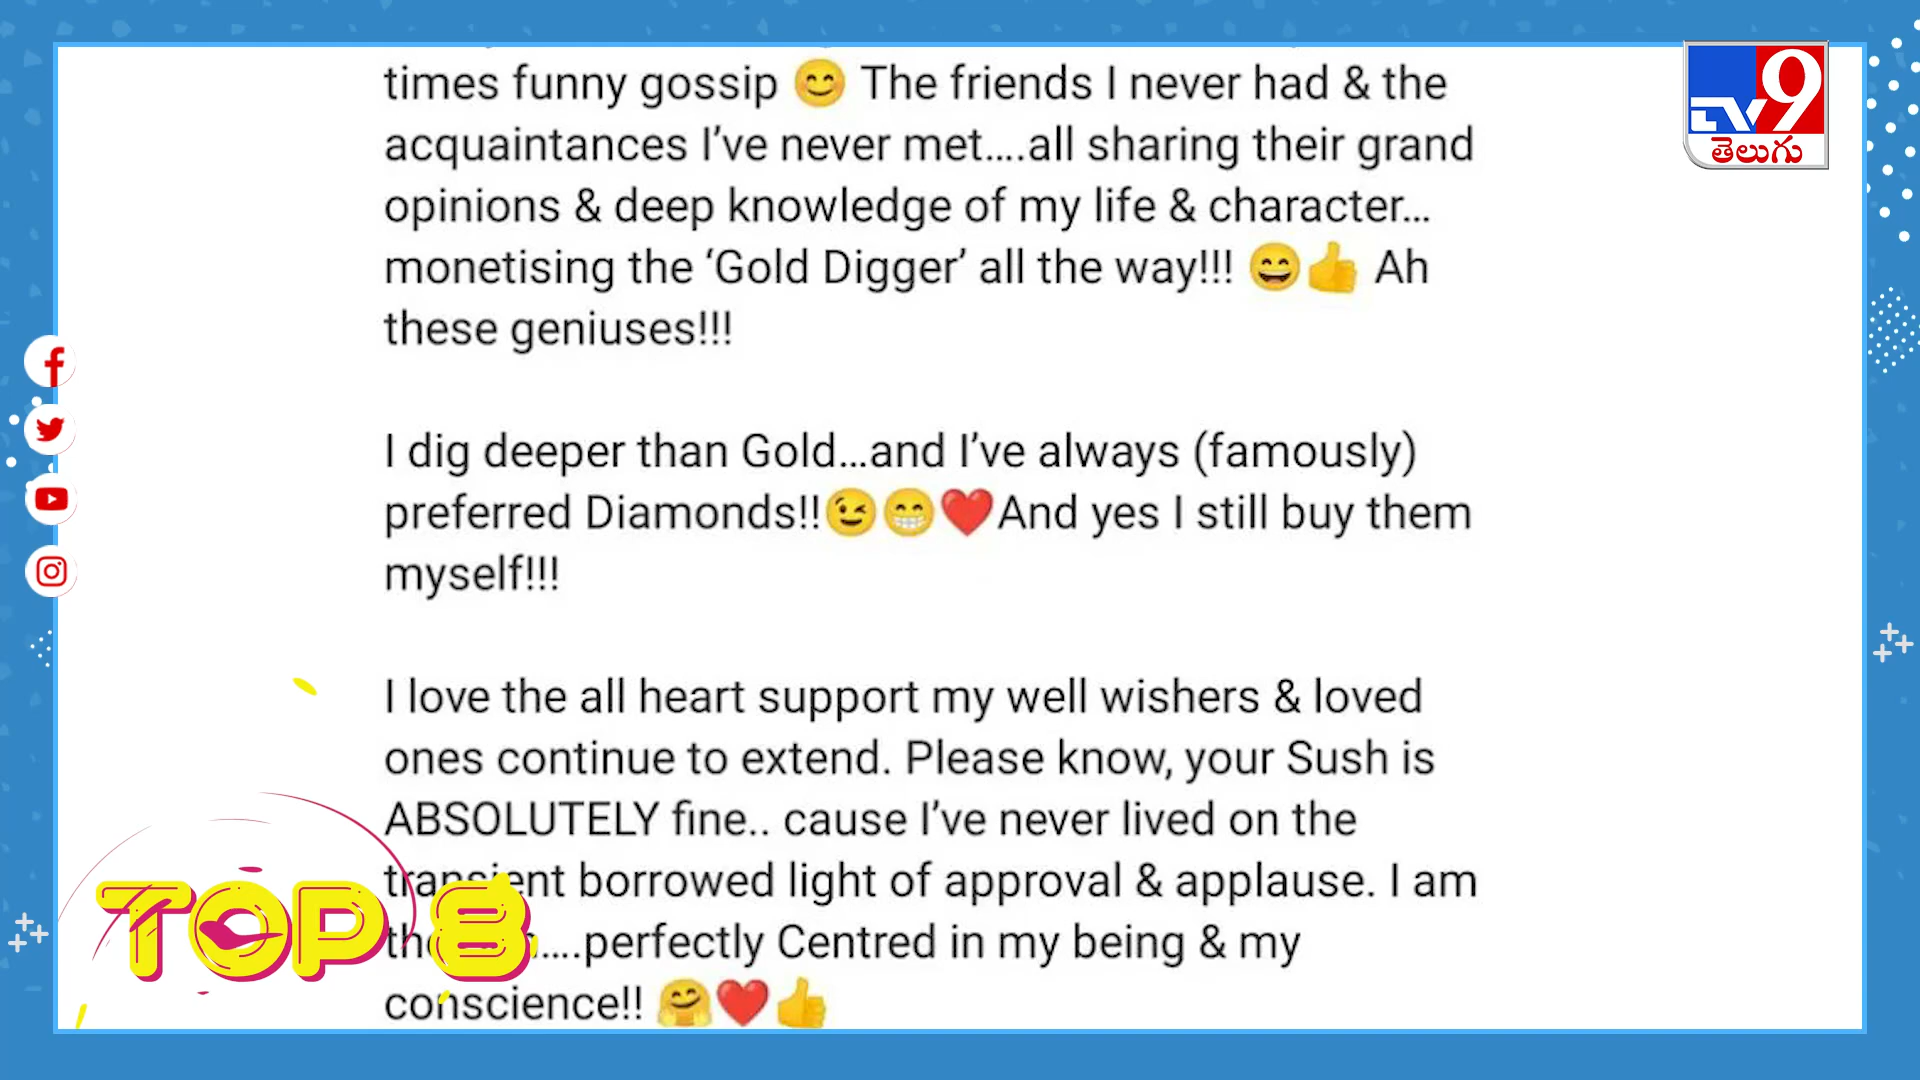 times funny gossip 😊 The friends I never had & the
acquaintances I’ve never met....all sharing their grand
opinions & deep knowledge of my life & character...
monetising the ‘Gold Digger’ all the way!!! 😄👍 Ah
these geniuses!!!
I dig deeper than Gold...and I’ve always (famously)
preferred Diamonds!!😉😁❤️And yes I still buy them
myself!!!
I love the all heart support my well wishers & loved
ones continue to extend. Please know, your Sush is
ABSOLUTELY fine.. cause I’ve never lived on the
transient borrowed light of approval & applause. I am
....perfectly Centred in my being & my
conscience!! 🤗❤️👍
TOP 8
TV9
తెలుగు